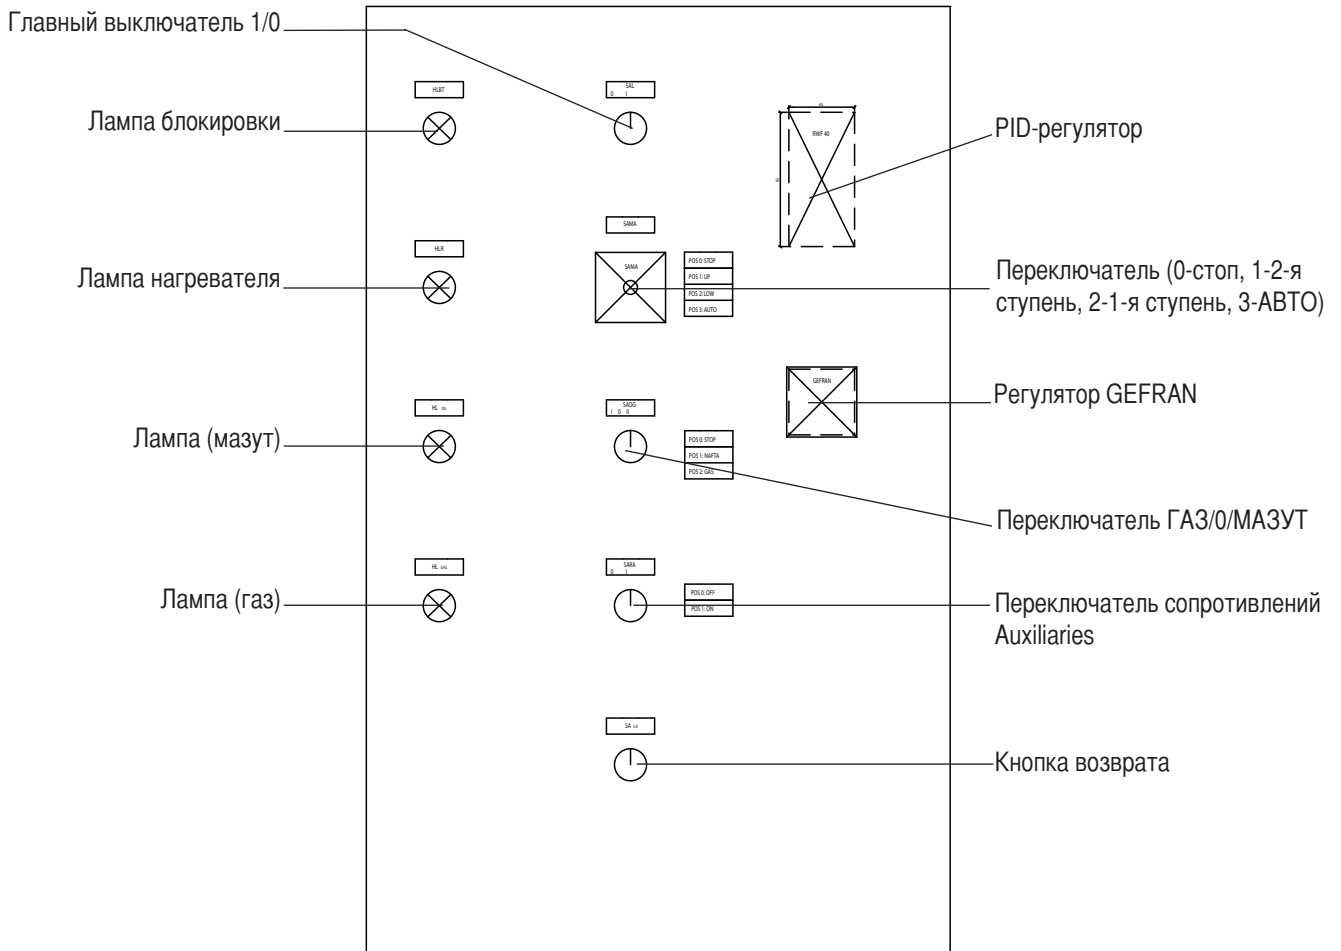 Главный выключатель 1/0
HLBT
SAL
0 I
Лампа блокировки
PID-регулятор
RWF 40
SAMA
HLR
Лампа нагревателя
SAMA
POS 0: STOP
POS 1: UP
POS 2: LOW
POS 3: AUTO
Переключатель (0-стоп, 1-2-я
ступень, 2-1-я ступень, 3-АВТО)
GEFRAN
Регулятор GEFRAN
HL OIL
SAOG
I 0 II
Лампа (мазут)
POS 0: STOP
POS 1: NAFTA
POS 2: GAS
Переключатель ГАЗ/0/МАЗУТ
HL GAS
SARA
0 I
Лампа (газ)
POS 0: OFF
POS 1: ON
Переключатель сопротивлений
Auxiliaries
SA
Кнопка возврата